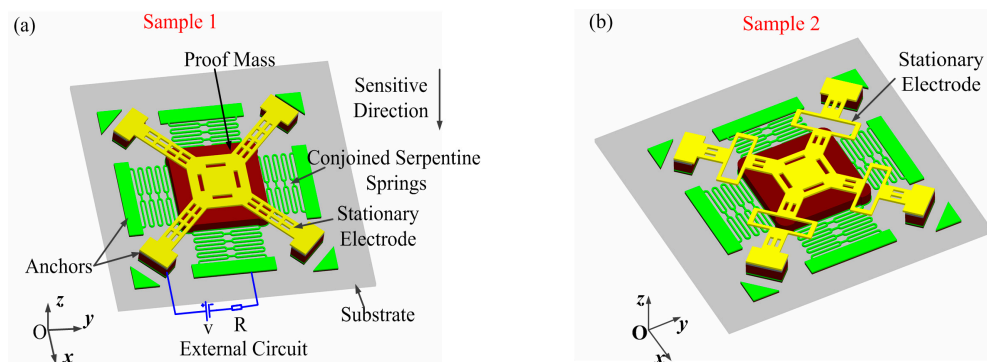 (a)
Sample 1
Proof Mass
Sensitive
Direction
Conjoined Serpentine
Springs
Stationary
Electrode
Anchors
z
O
y
x
v
R
External Circuit
Substrate
(b)
Sample 2
Stationary
Electrode
z
O
y
x